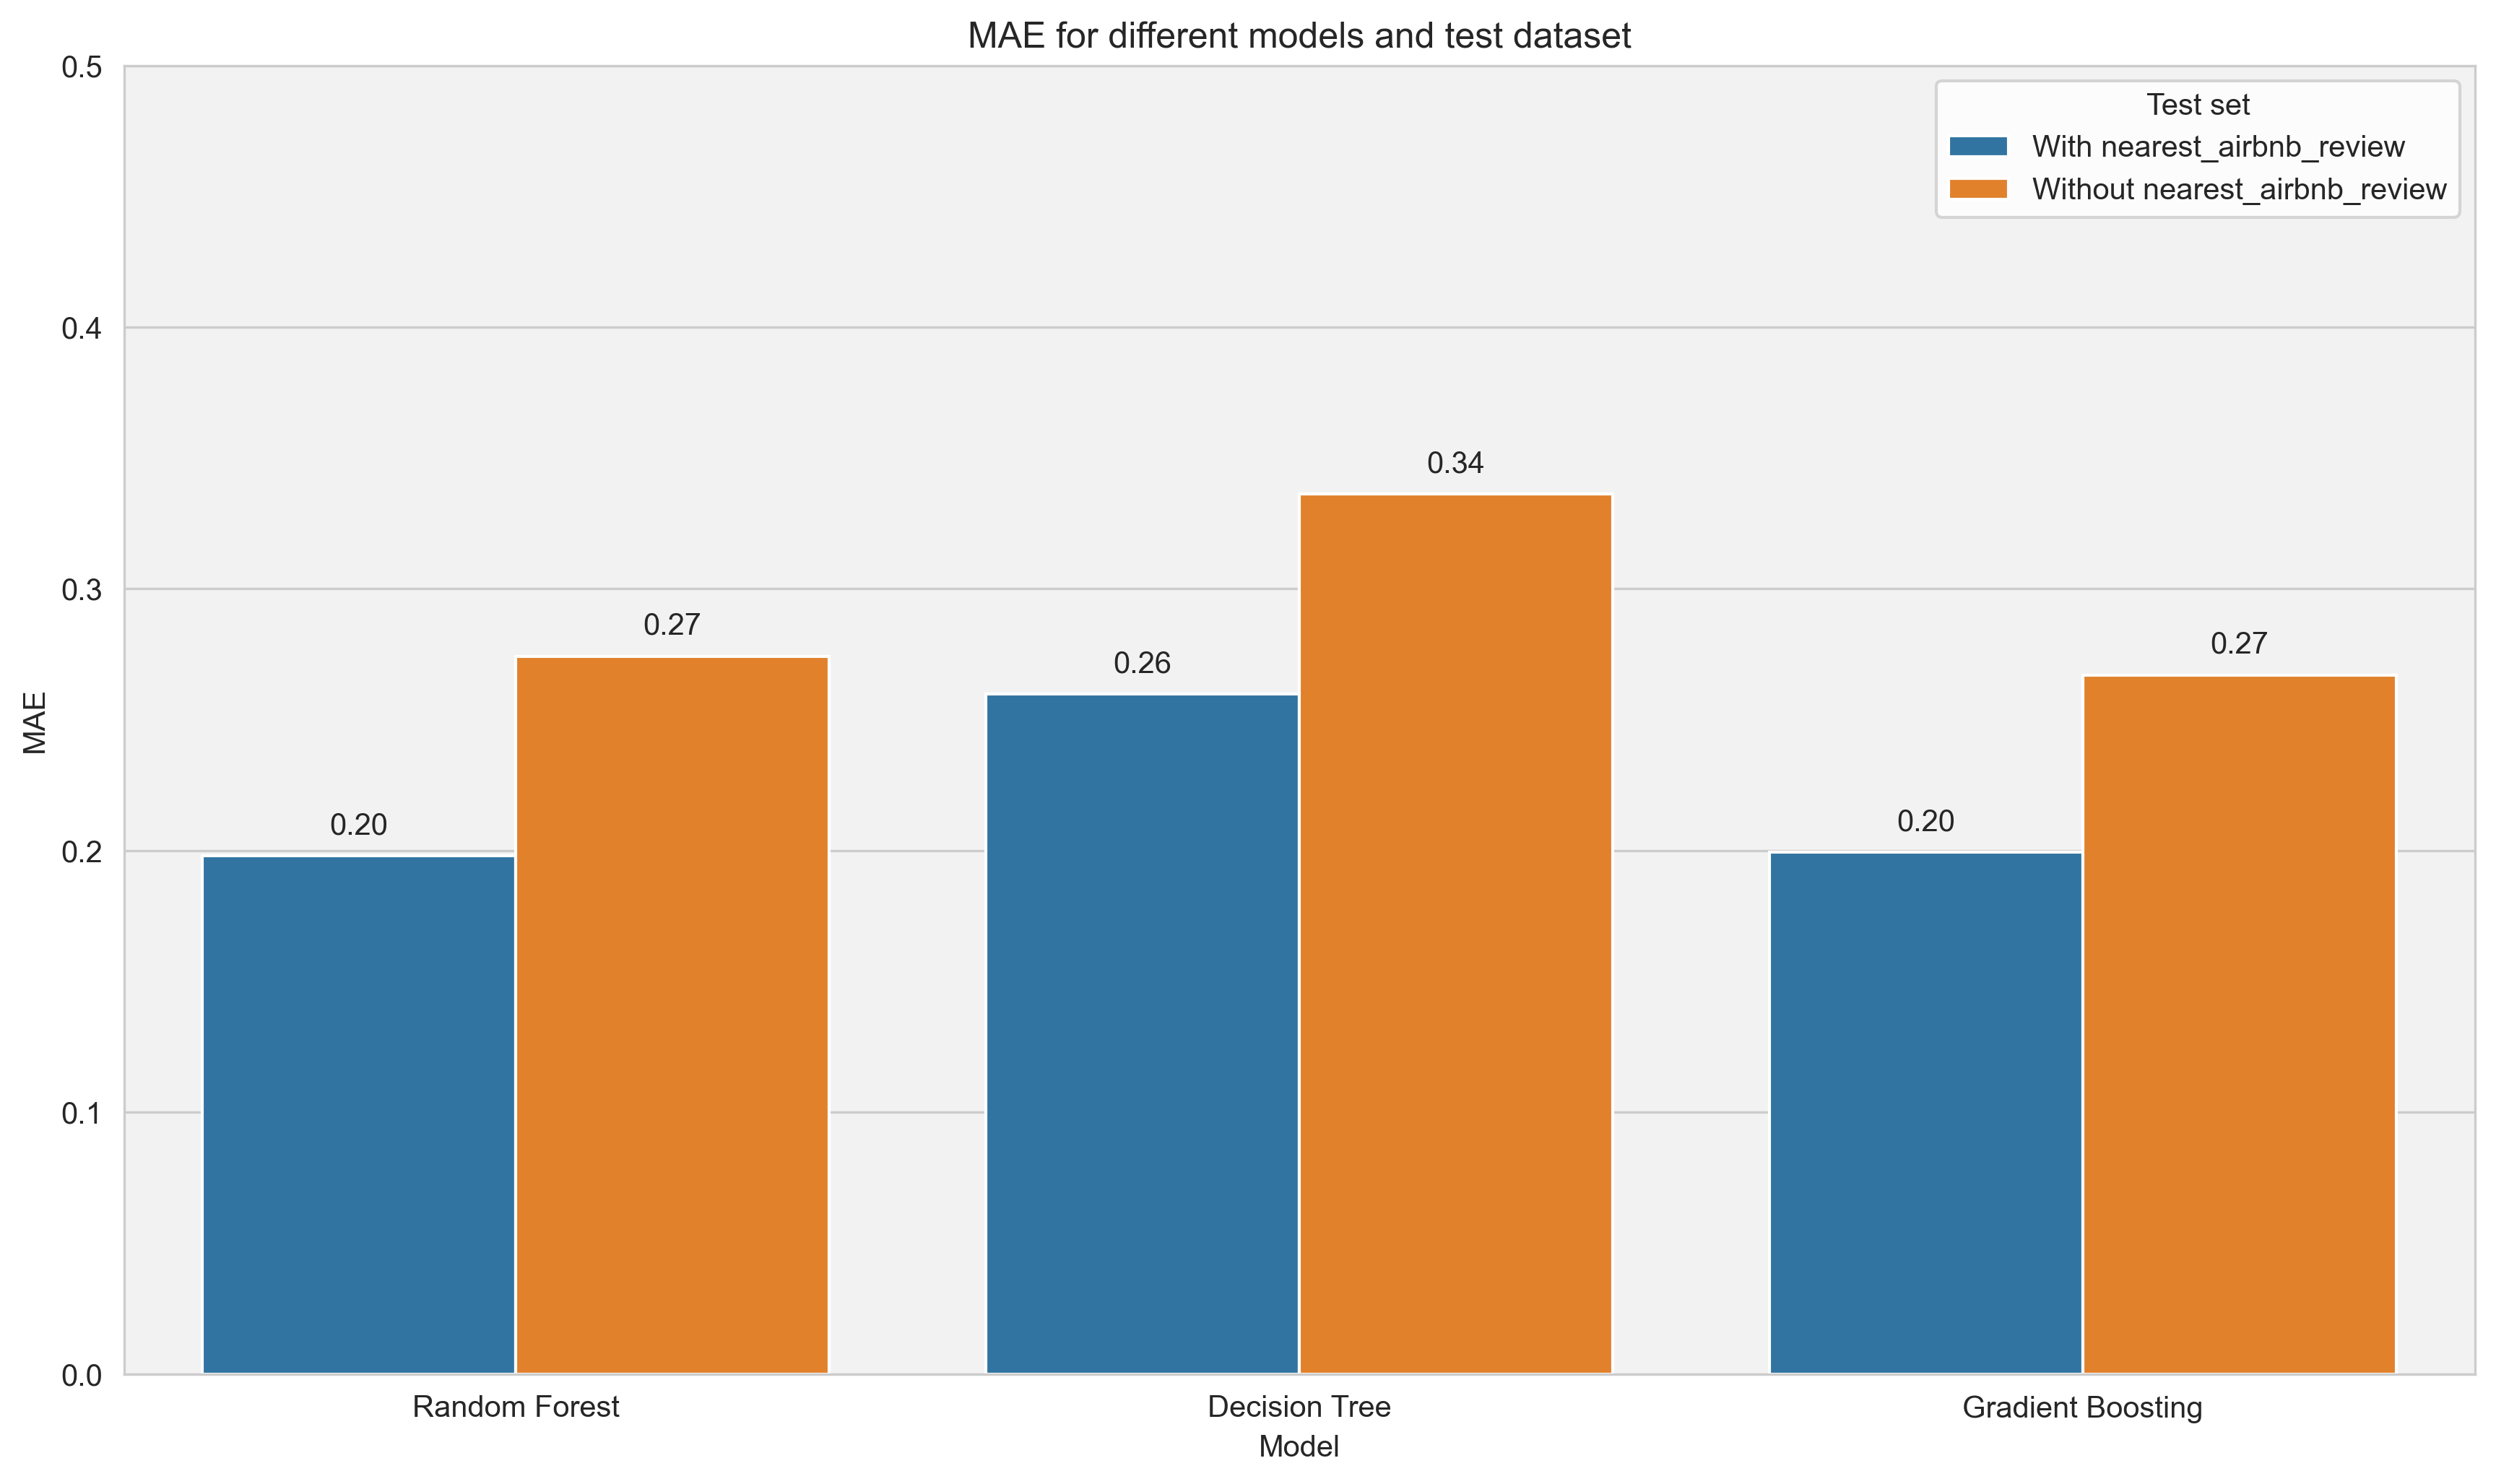 MAE for different models and test dataset
Test set
With nearest_airbnb_review
Without nearest_airbnb_review
MAE
0.5
0.4
0.3
0.2
0.1
0.0
0.20
0.27
0.26
0.34
0.20
0.27
Random Forest
Decision Tree
Gradient Boosting
Model